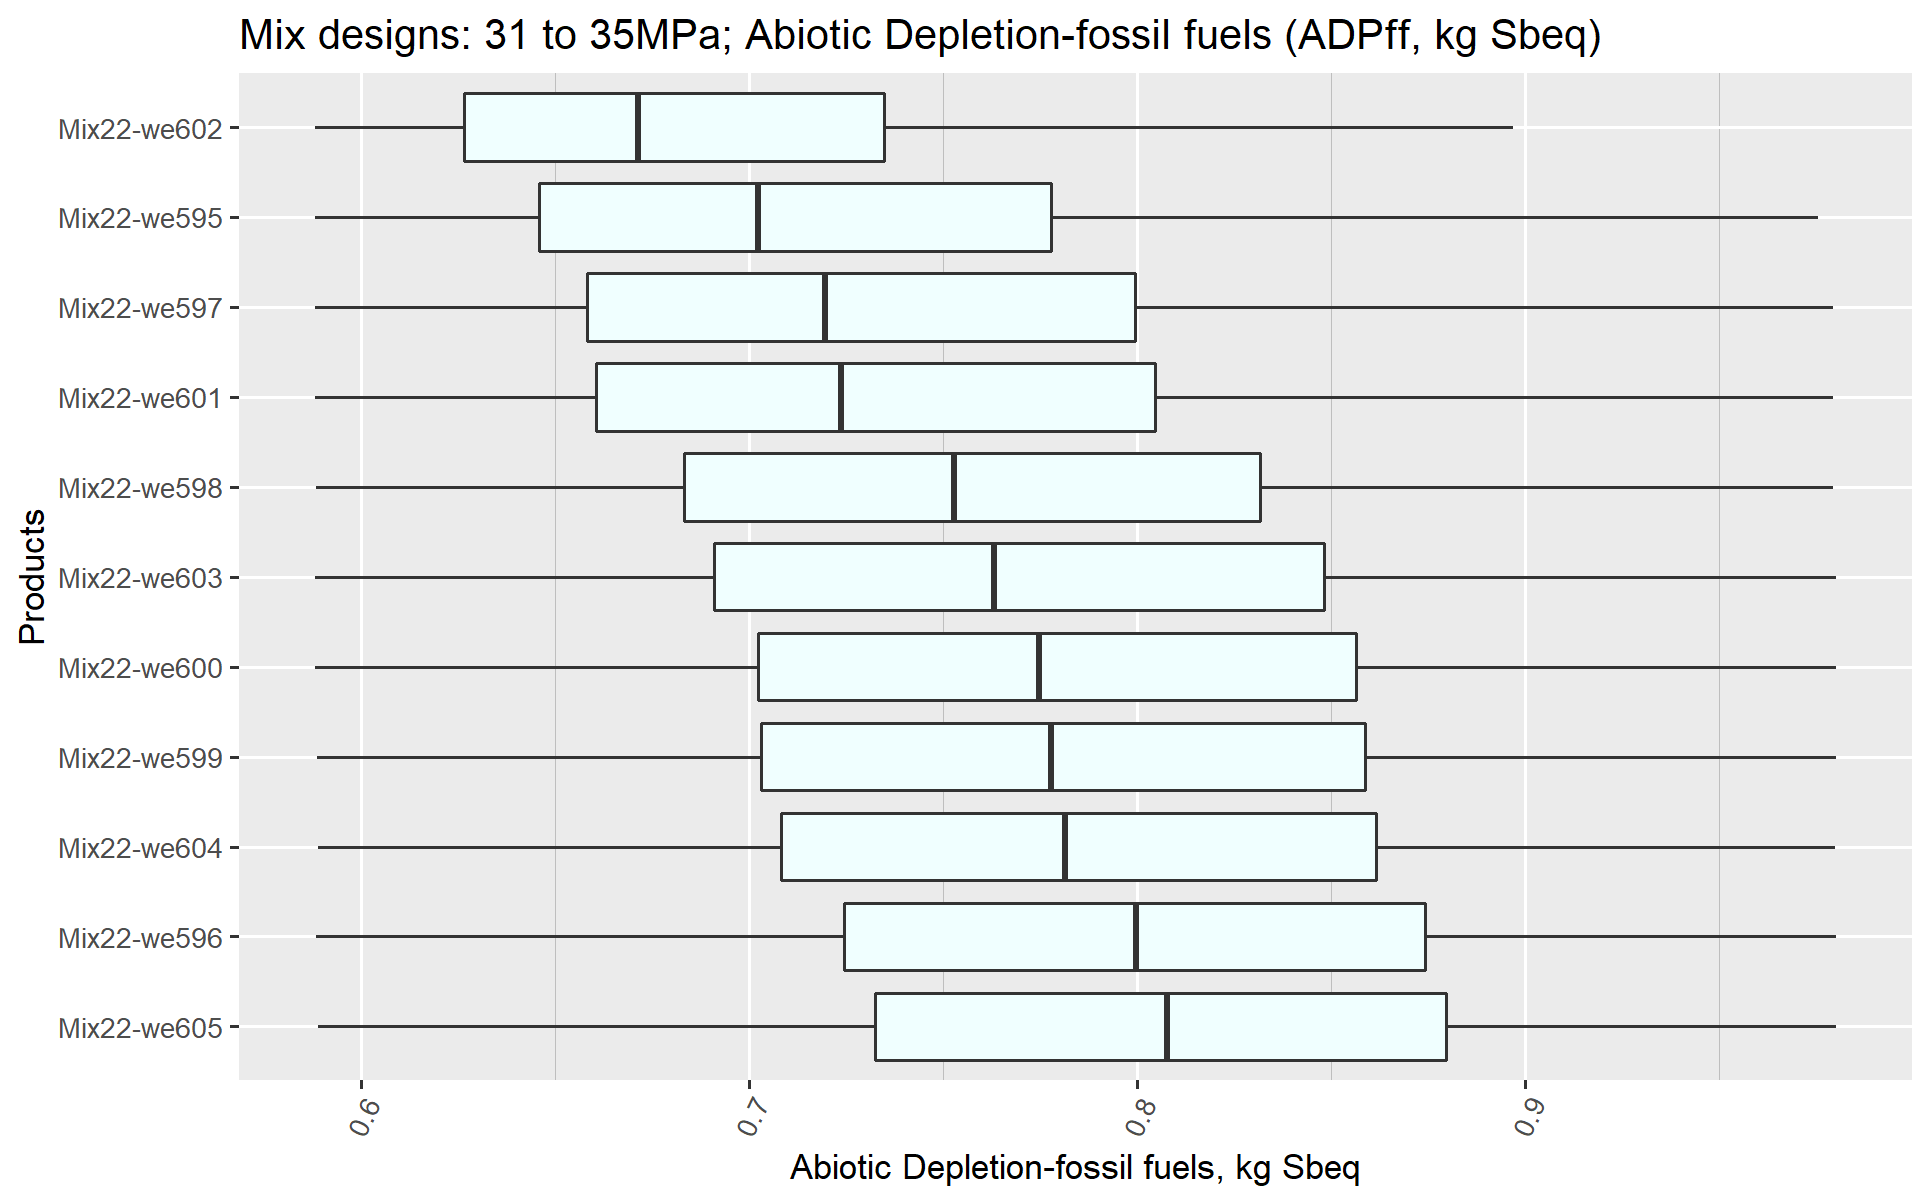 Mix designs: 31 to 35MPa; Abiotic Depletion-fossil fuels (ADPff, kg Sbeq)
Products
Mix22-we602
Mix22-we595
Mix22-we597
Mix22-we601
Mix22-we598
Mix22-we603
Mix22-we600
Mix22-we599
Mix22-we604
Mix22-we596
Mix22-we605
0.6 0.7 0.8 0.9
Abiotic Depletion-fossil fuels, kg Sbeq